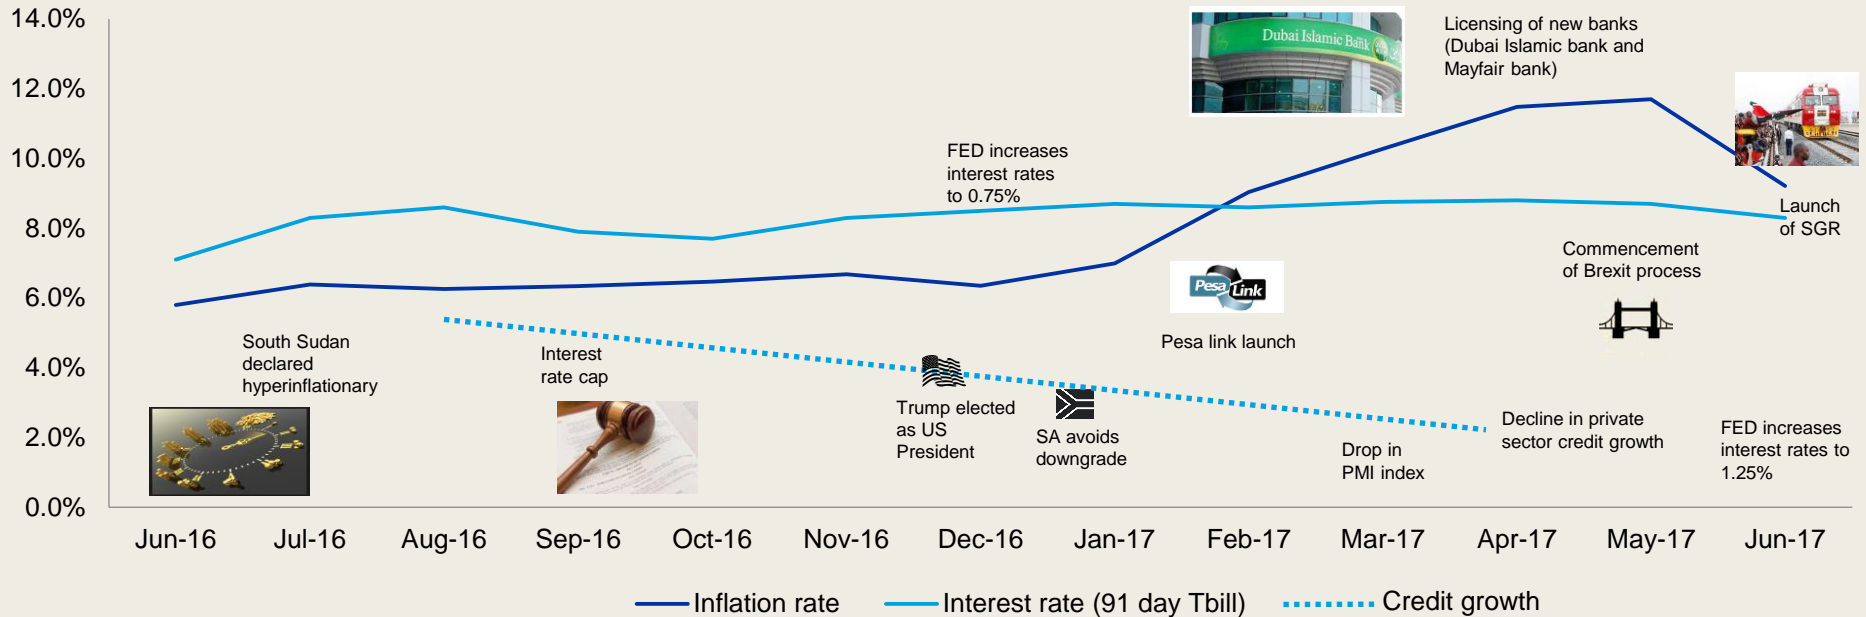 14.0%
12.0%
10.0%
8.0%
6.0%
4.0%
2.0%
0.0%
Dubai Islamic Bank
Licensing of new banks
(Dubai Islamic bank and
Mayfair bank)
FED increases
interest rates
to 0.75%
Launch
of SGR
Commencement
of Brexit process
Pesa Link
Pesa link launch
South Sudan
declared
hyperinflationary
Interest
rate cap
Trump elected
as US
President
SA avoids
downgrade
Drop in
PMI index
Decline in private
sector credit growth
FED increases
interest rates to
1.25%
Jun-16 Jul-16 Aug-16 Sep-16 Oct-16 Nov-16 Dec-16 Jan-17 Feb-17 Mar-17 Apr-17 May-17 Jun-17
Inflation rate Interest rate (91 day Tbill) Credit growth